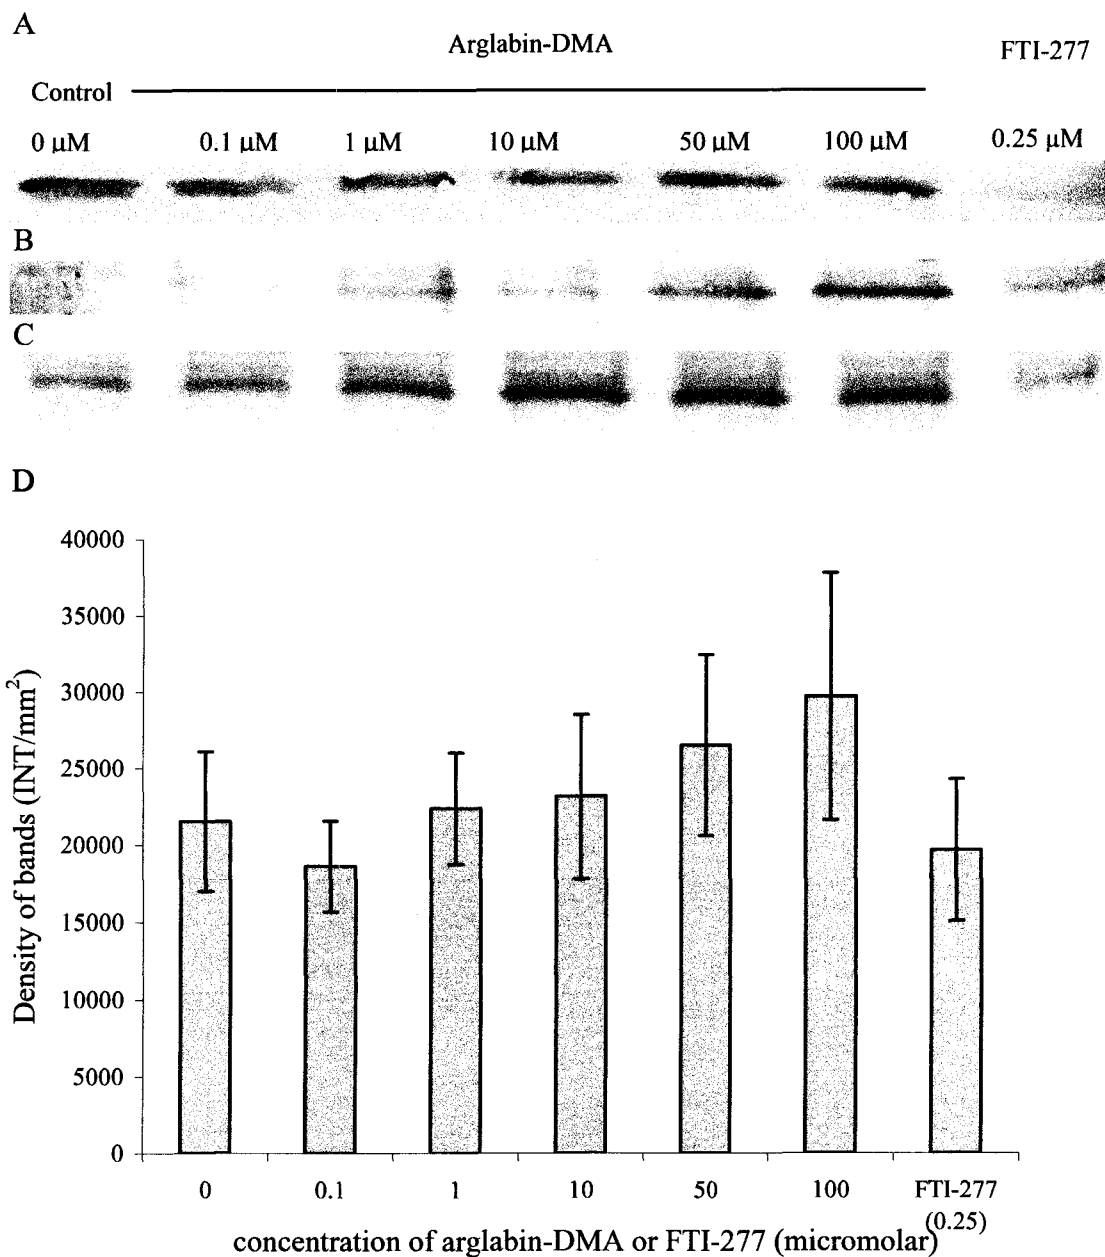 A
Arglabin-DMA
FTI-277
Control
0 µM 0.1 µM 1 µM 10 µM 50 µM 100 µM 0.25 µM
B
C
D
40000
35000
30000
25000
20000
15000
10000
5000
0
Density of bands (INT/mm²)
0 0.1 1 10 50 100 FTI-277
(0.25)
concentration of arglabin-DMA or FTI-277 (micromolar)